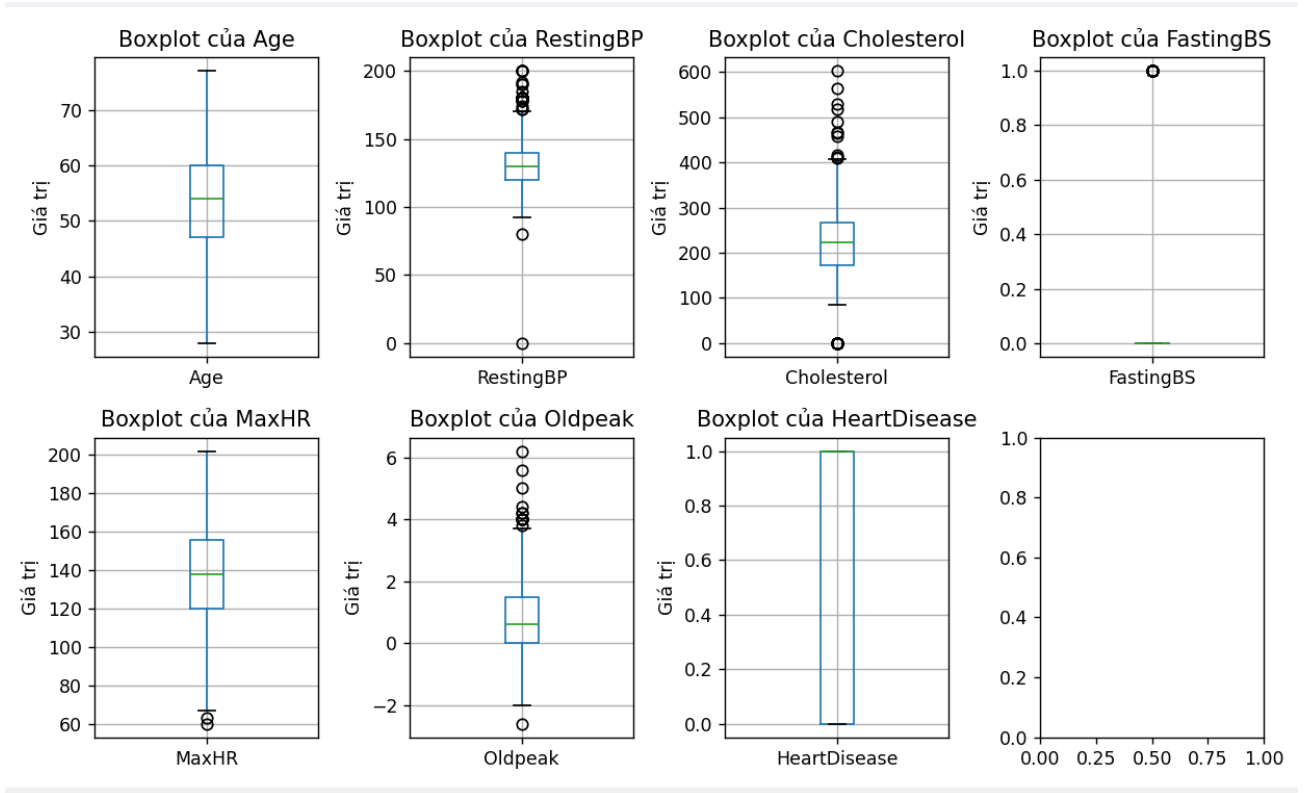 Boxplot của Age
Boxplot của RestingBP
Boxplot của Cholesterol
Boxplot của FastingBS
Giá trị
70
60
50
40
30
Age
Giá trị
200
150
100
50
0
RestingBP
Giá trị
600
500
400
300
200
100
0
Cholesterol
Giá trị
1.0
0.8
0.6
0.4
0.2
0.0
FastingBS
Boxplot của MaxHR
Boxplot của Oldpeak
Boxplot của HeartDisease
Giá trị
200
180
160
140
120
100
80
60
MaxHR
Giá trị
6
4
2
0
−2
Oldpeak
Giá trị
1.0
0.8
0.6
0.4
0.2
0.0
HeartDisease
1.0
0.8
0.6
0.4
0.2
0.0
0.00 0.25 0.50 0.75 1.00